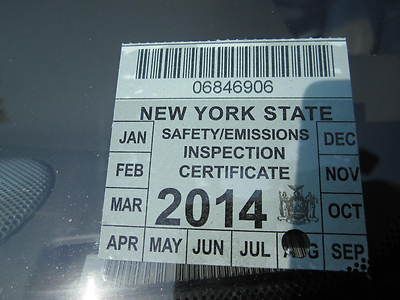 06846906
NEW YORK STATE
JAN SAFETY/EMISSIONS DEC
INSPECTION
FEB CERTIFICATE NOV
MAR 2014 OCT
APR MAY JUN JUL SEP